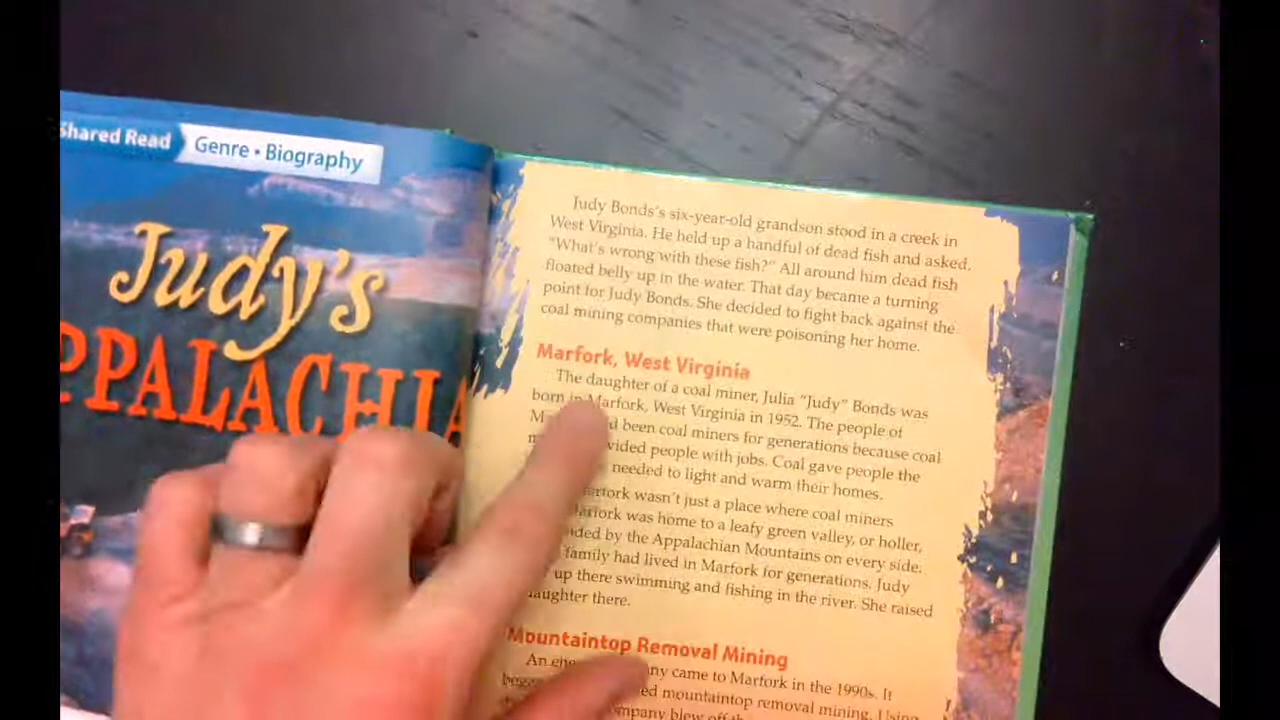 Shared Read
Genre • Biography
Judy's
PPALACHIA
Judy Bonds's six-year-old grandson stood in a creek in
West Virginia. He held up a handful of dead fish and asked,
"What's wrong with these fish?" All around him dead fish
floated belly up in the water. That day became a turning
point for Judy Bonds. She decided to fight back against the
coal mining companies that were poisoning her home.
Marfork, West Virginia
The daughter of a coal miner, Julia "Judy" Bonds was
born in Marfork, West Virginia in 1952. The people of
been coal miners for generations because coal
people with jobs. Coal gave people the
needed to light and warm their homes.
Marfork wasn't just a place where coal miners
Marfork was home to a leafy green valley, or holler,
by the Appalachian Mountains on every side.
family had lived in Marfork for generations. Judy
up there swimming and fishing in the river. She raised
daughter there.
Mountaintop Removal Mining
An came to Marfork in the 1990s. It
mountaintop removal mining. Using
blew off the